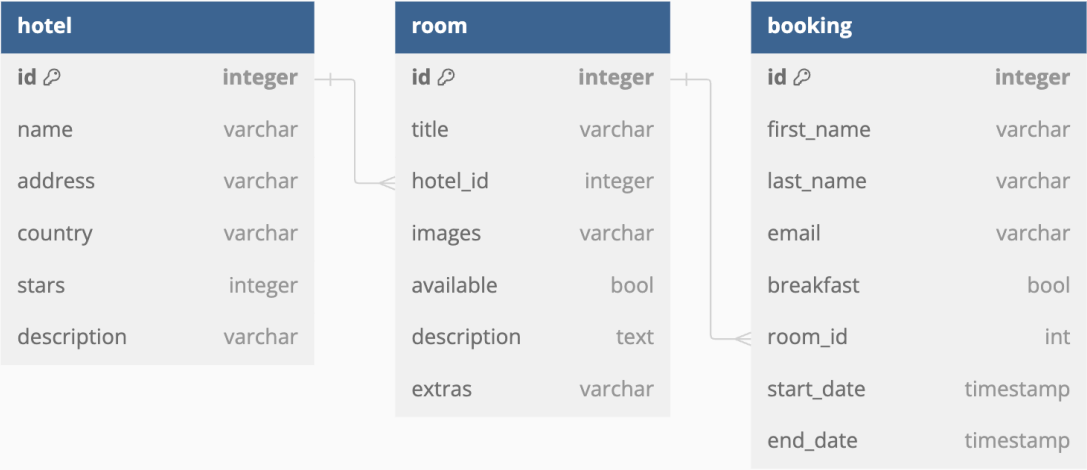 hotel
id integer
name varchar
address varchar
country varchar
stars integer
description varchar
room
id integer
title varchar
hotel_id integer
images varchar
available bool
description text
extras varchar
booking
id integer
first_name varchar
last_name varchar
email varchar
breakfast bool
room_id int
start_date timestamp
end_date timestamp